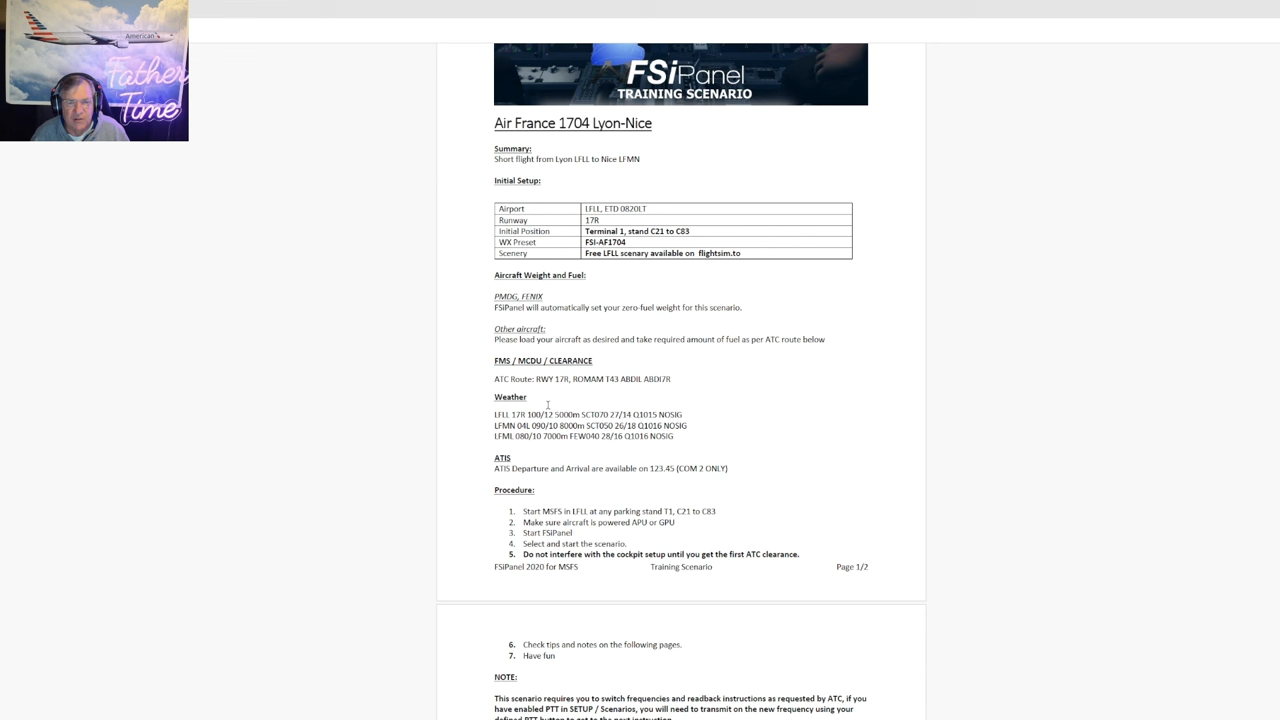 American
Father
Time
FSiPanel
TRAINING SCENARIO
Air France 1704 Lyon-Nice
Summary:
Short flight from Lyon LFLL to Nice LFMN
Initial Setup:
Airport LFLL, ETD 0820LT
Runway 17R
Initial Position Terminal 1, stand C21 to C83
WX Preset FSI-AF1704
Scenery Free LFLL scenary available on flightsim.to
Aircraft Weight and Fuel:
PMDG, FENIX
FSiPanel will automatically set your zero-fuel weight for this scenario.
Other aircraft:
Please load your aircraft as desired and take required amount of fuel as per ATC route below
FMS / MCDU / CLEARANCE
ATC Route: RWY 17R, ROMAM T43 ABDIL ABDI7R
Weather
LFLL 17R 100/12 5000m SCT070 27/14 Q1015 NOSIG
LFMN 04L 090/10 8000m SCT050 26/18 Q1016 NOSIG
LFML 080/10 7000m FEW040 28/16 Q1016 NOSIG
ATIS
ATIS Departure and Arrival are available on 123.45 (COM 2 ONLY)
Procedure:
1. Start MSFS in LFLL at any parking stand T1, C21 to C83
2. Make sure aircraft is powered APU or GPU
3. Start FSiPanel
4. Select and start the scenario.
5. Do not interfere with the cockpit setup until you get the first ATC clearance.
FSiPanel 2020 for MSFS Training Scenario Page 1/2
6. Check tips and notes on the following pages.
7. Have fun
NOTE:
This scenario requires you to switch frequencies and readback instructions as requested by ATC, if you
have enabled PTT in SETUP / Scenarios, you will need to transmit on the new frequency using your
defined PTT button to get to the next instruction